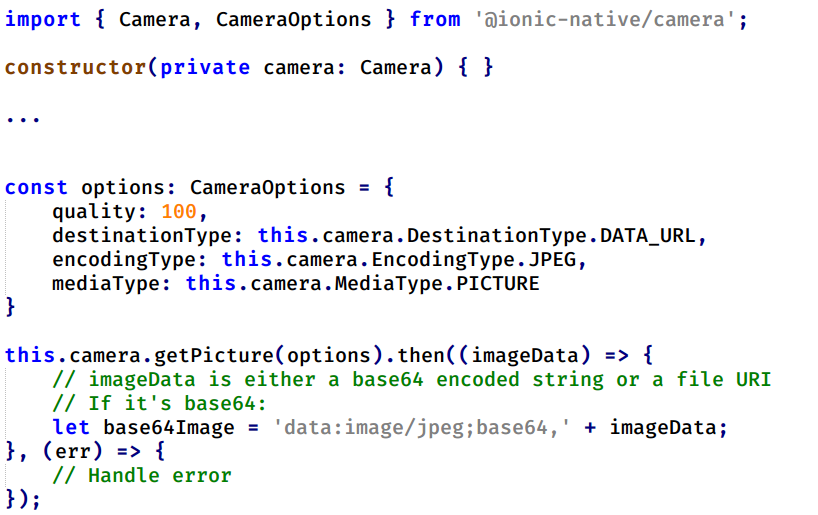 import { Camera, CameraOptions } from '@ionic-native/camera';
constructor(private camera: Camera) { }
...
const options: CameraOptions = {
    quality: 100,
    destinationType: this.camera.DestinationType.DATA_URL,
    encodingType: this.camera.EncodingType.JPEG,
    mediaType: this.camera.MediaType.PICTURE
}
this.camera.getPicture(options).then((imageData) => {
    // imageData is either a base64 encoded string or a file URI
    // If it's base64:
    let base64Image = 'data:image/jpeg;base64,' + imageData;
}, (err) => {
    // Handle error
});